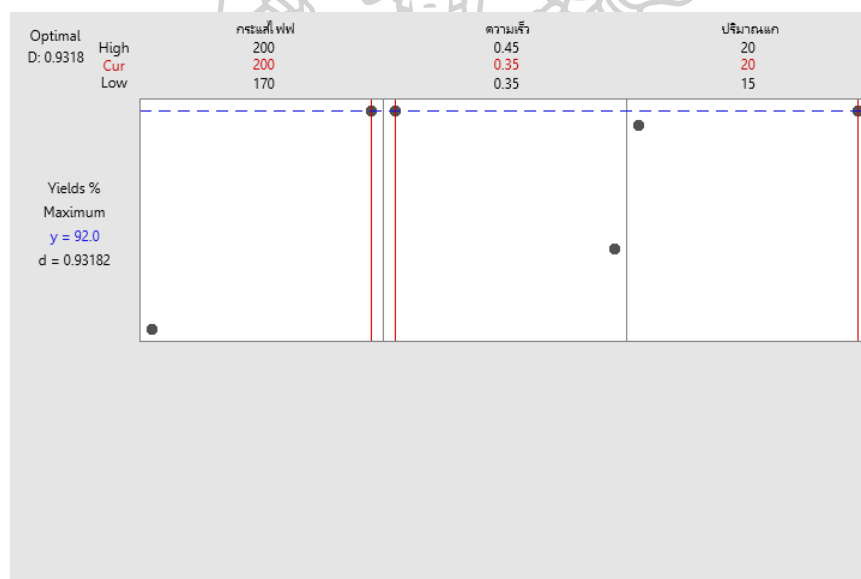 กระแสไฟฟ ความเร็ว ปริมาณแก
Optimal High 200 0.45 20
D: 0.9318 Cur 200 0.35 20
Low 170 0.35 15
Yields %
Maximum
y = 92.0
d = 0.93182